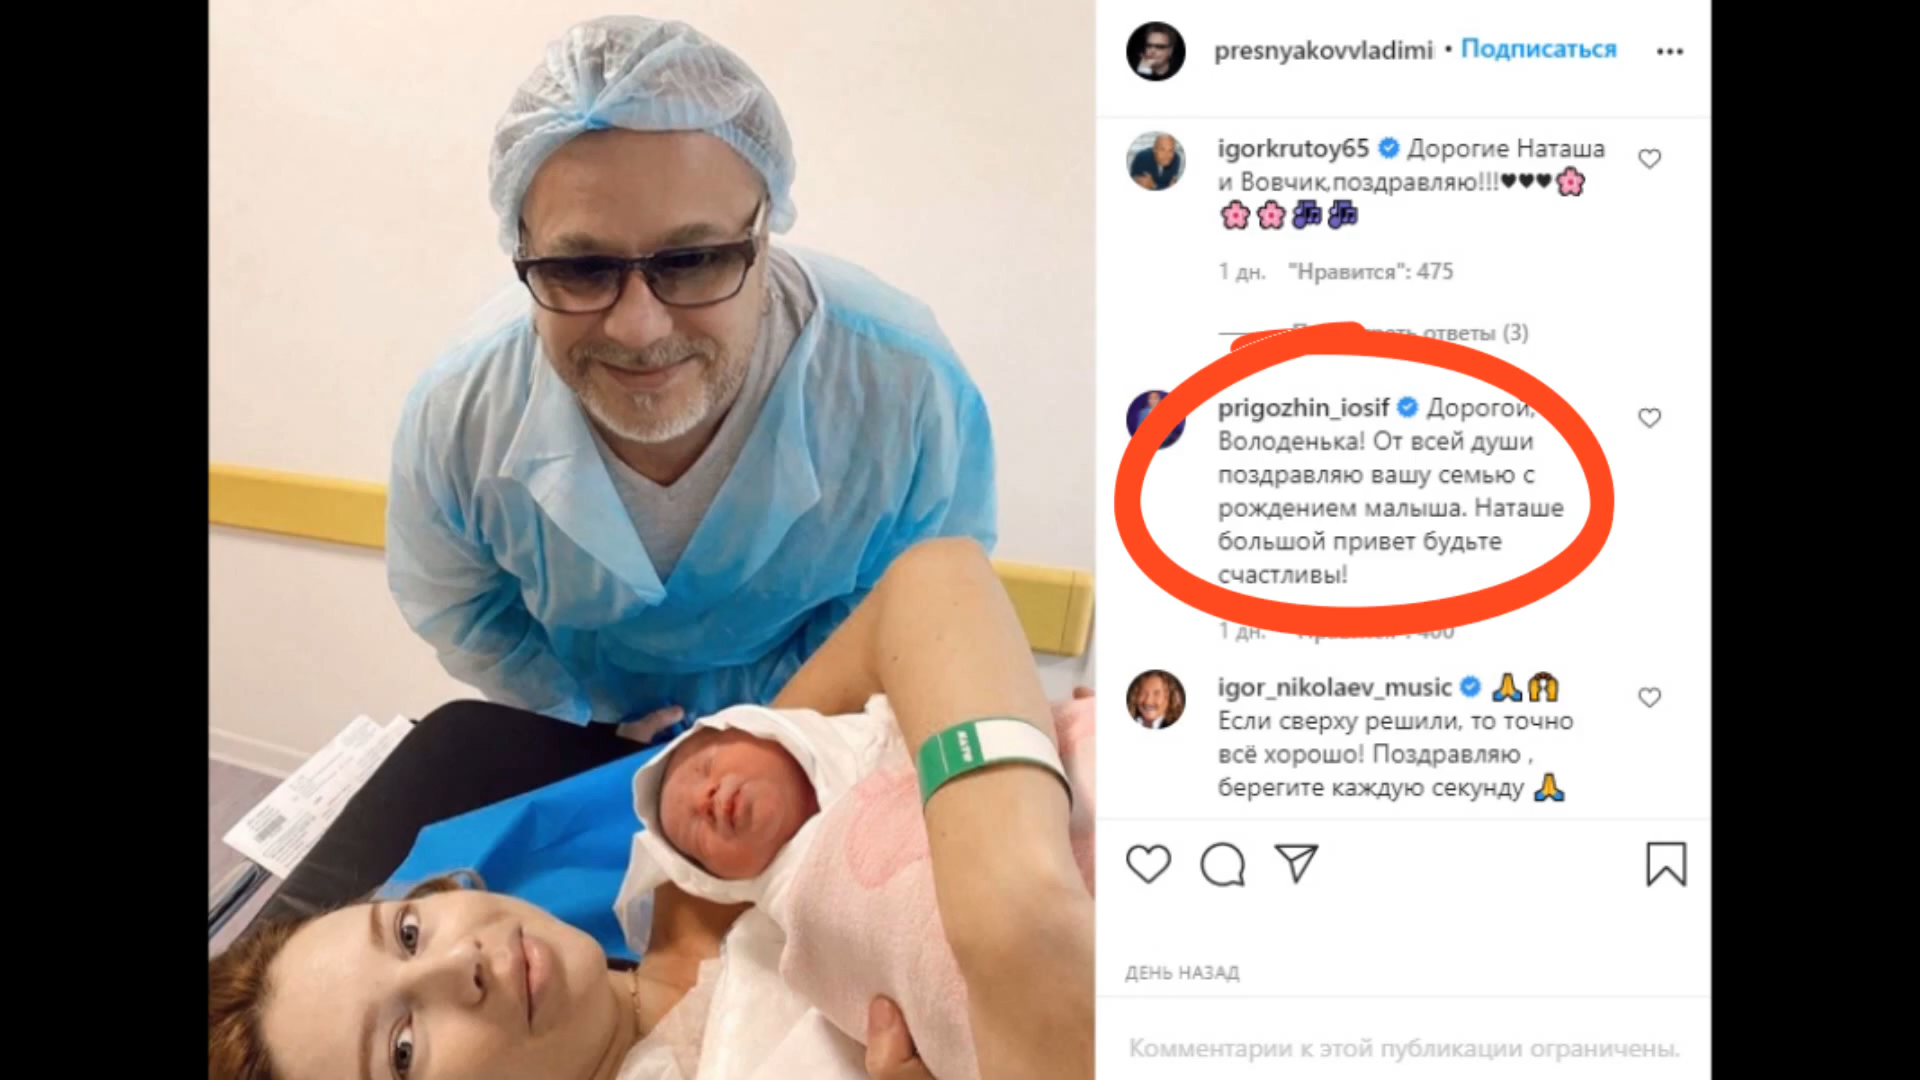 presnyakovvladimi • Подписаться
igorkrutoy65 Дорогие Наташа
и Вовчик,поздравляю!!!♥♥♥🌸
🌸🌸🎶🎶
1 дн. "Нравится": 475
ответы (3)
prigozhin_iosif Дорогой,
Володенька! От всей души
поздравляю вашу семью с
рождением малыша. Наташе
большой привет будьте
счастливы!
1 дн.
igor_nikolaev_music 🙏🙌
Если сверху решили, то точно
всё хорошо! Поздравляю ,
берегите каждую секунду 🙏
ДЕНЬ НАЗАД
Комментарии к этой публикации ограничены.